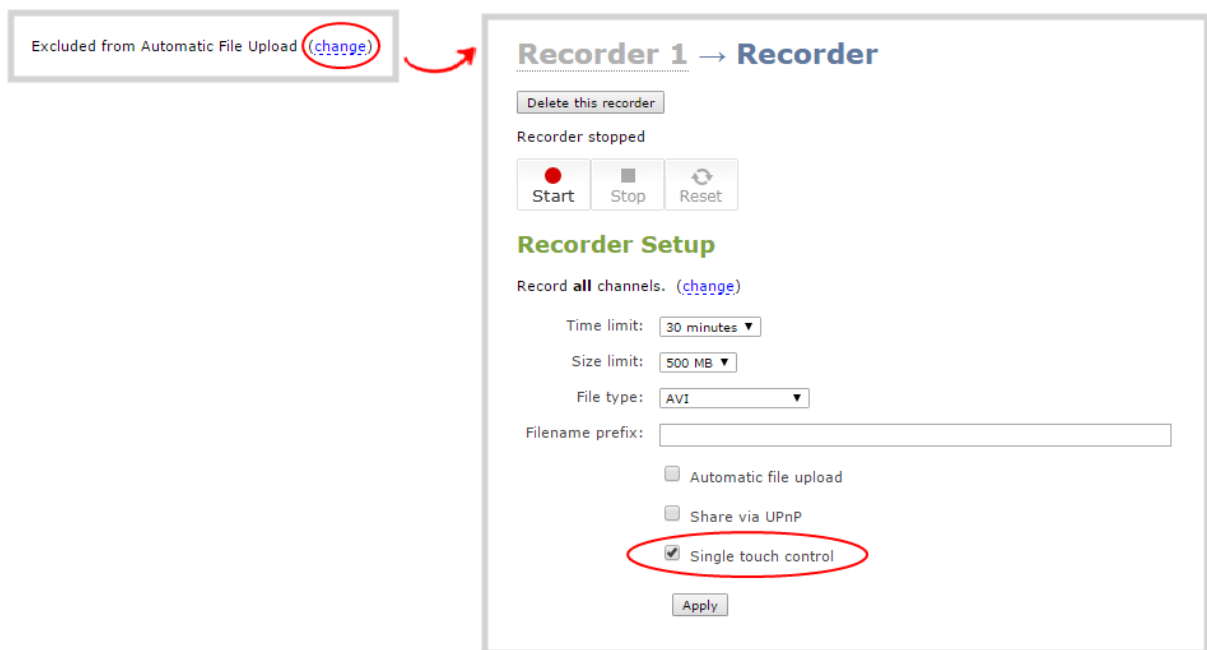 Excluded from Automatic File Upload (change)
Recorder 1 → Recorder
Delete this recorder
Recorder stopped
Start Stop Reset
Recorder Setup
Record all channels. (change)
Time limit: 30 minutes
Size limit: 500 MB
File type: AVI
Filename prefix:
Automatic file upload
Share via UPnP
Single touch control
Apply